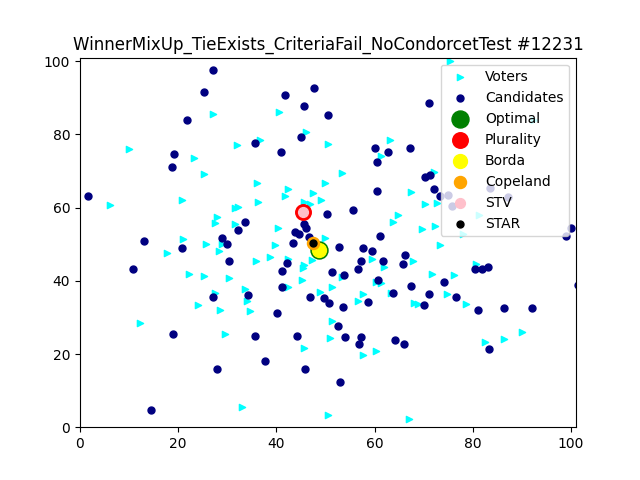 WinnerMixUp_TieExists_CriteriaFail_NoCondorcetTest #12231
100
80
60
40
20
0
0
20
40
60
80
100
Voters
Candidates
Optimal
Plurality
Borda
Copeland
STV
STAR